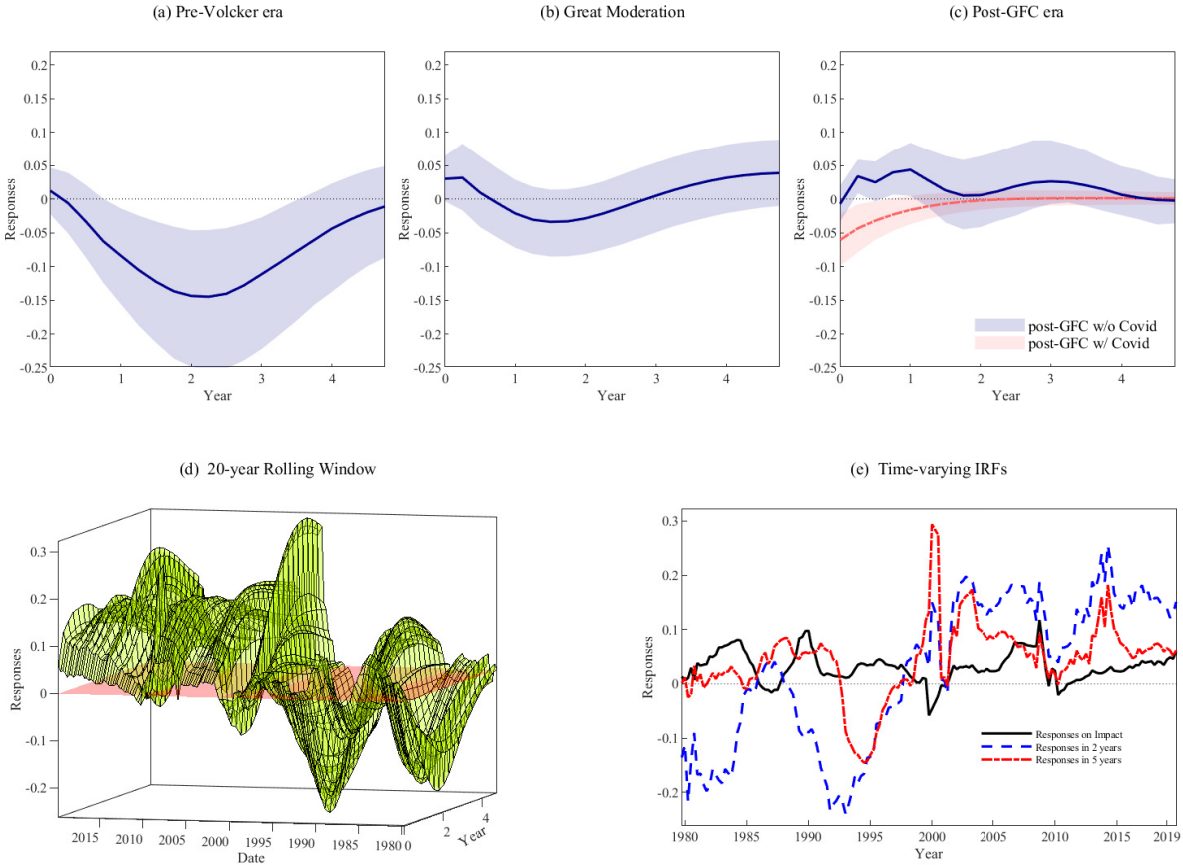 (a) Pre-Volcker era
(b) Great Moderation
(c) Post-GFC era
0.2
0.15
0.1
0.05
0
-0.05
-0.1
-0.15
-0.2
-0.25
Responses
0 1 2 3 4
Year
0.2
0.15
0.1
0.05
0
-0.05
-0.1
-0.15
-0.2
-0.25
Responses
0 1 2 3 4
Year
0.2
0.15
0.1
0.05
0
-0.05
-0.1
-0.15
-0.2
-0.25
Responses
post-GFC w/o Covid
post-GFC w/ Covid
0 1 2 3 4
Year
(d) 20-year Rolling Window
0.3
0.2
0.1
0
-0.1
-0.2
Responses
2015 2010 2005 2000 1995 1990 1985 1980
Date
0 2 4
Year
(e) Time-varying IRFs
0.3
0.2
0.1
0
-0.1
-0.2
Responses
Responses on Impact
Responses in 2 years
Responses in 5 years
1980 1985 1990 1995 2000 2005 2010 2015 2019
Year